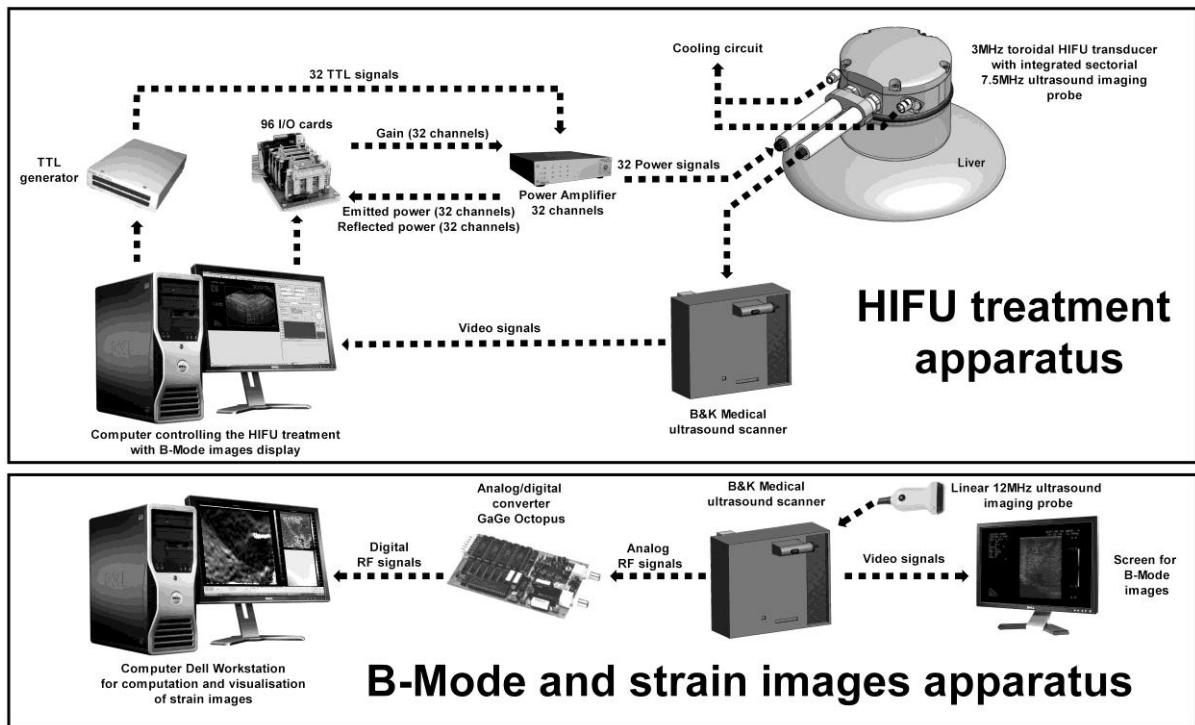 Cooling circuit
3MHz toroidal HIFU transducer
with integrated sectorial
7.5MHz ultrasound imaging
probe
32 TTL signals
96 I/O cards
Gain (32 channels)
TTL
generator
32 Power signals
Liver
Power Amplifier
32 channels
Emitted power (32 channels)
Reflected power (32 channels)
HIFU treatment
apparatus
Video signals
B&K Medical
ultrasound scanner
Computer controlling the HIFU treatment
with B-Mode images display
Analog/digital
converter
GaGe Octopus
B&K Medical
ultrasound scanner
Linear 12MHz ultrasound
imaging probe
Digital
RF signals
Analog
RF signals
Video signals
Screen for
B-Mode
images
Computer Dell Workstation
for computation and visualisation
of strain images
B-Mode and strain images apparatus